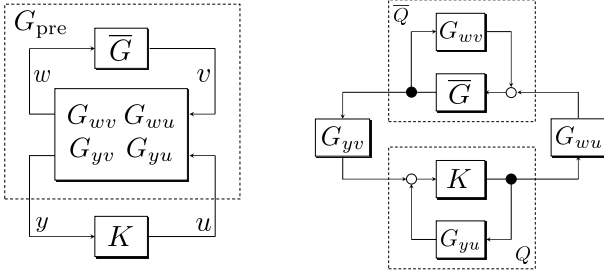 G_pre
G̅
w
v
G_wv G_wu
G_yv G_yu
y
u
K
Q̅
G_wv
G̅
G_yv
G_wu
K
G_yu
Q